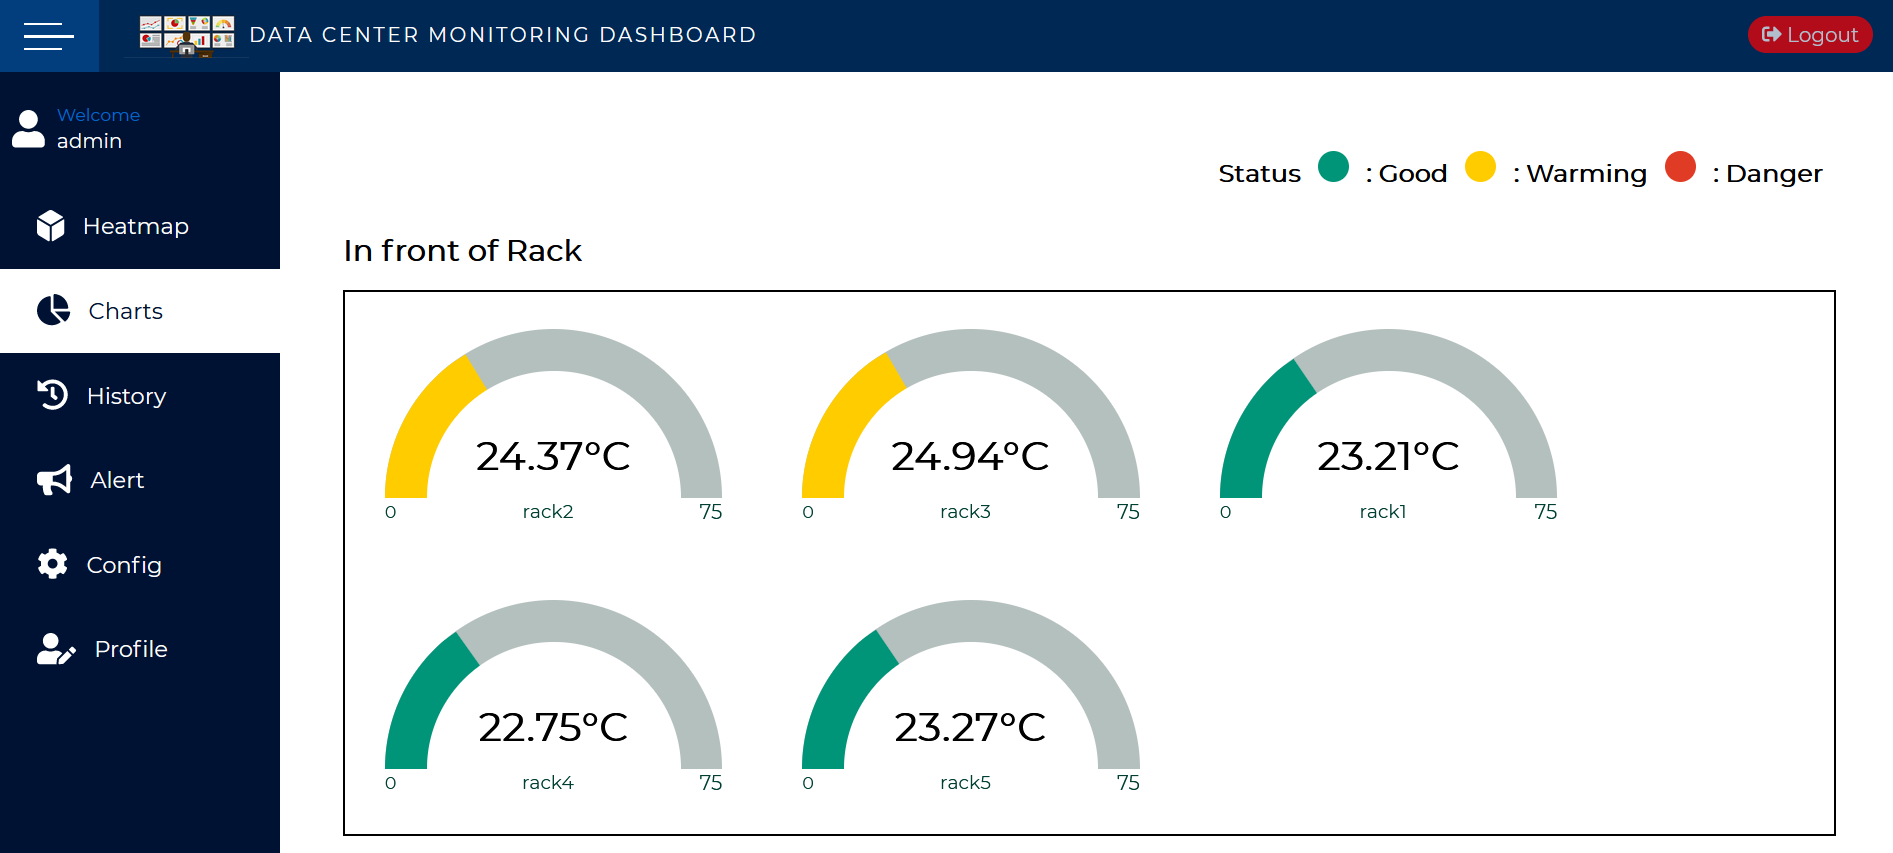 DATA CENTER MONITORING DASHBOARD
Logout
Welcome
admin
Heatmap
Charts
History
Alert
Config
Profile
Status : Good : Warming : Danger
In front of Rack
24.37°C
0 rack2 75
24.94°C
0 rack3 75
23.21°C
0 rack1 75
22.75°C
0 rack4 75
23.27°C
0 rack5 75